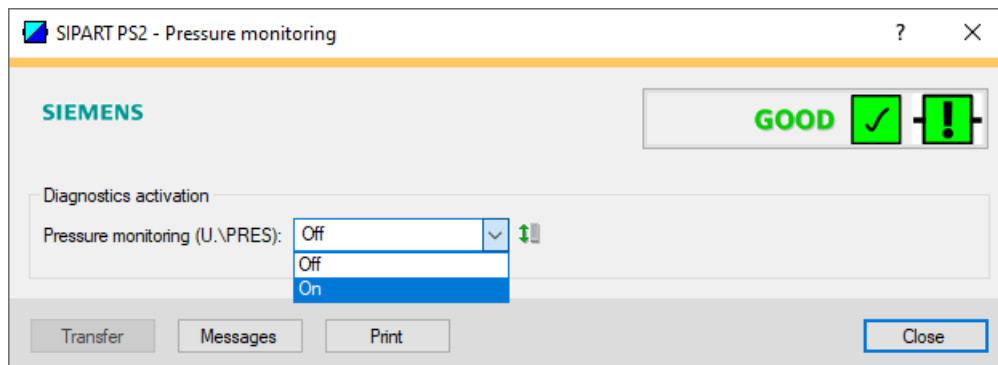 SIPART PS2 - Pressure monitoring ?
SIEMENS
GOOD
Diagnostics activation
Pressure monitoring (U.\PRES): Off
Off
On
Transfer Messages Print Close